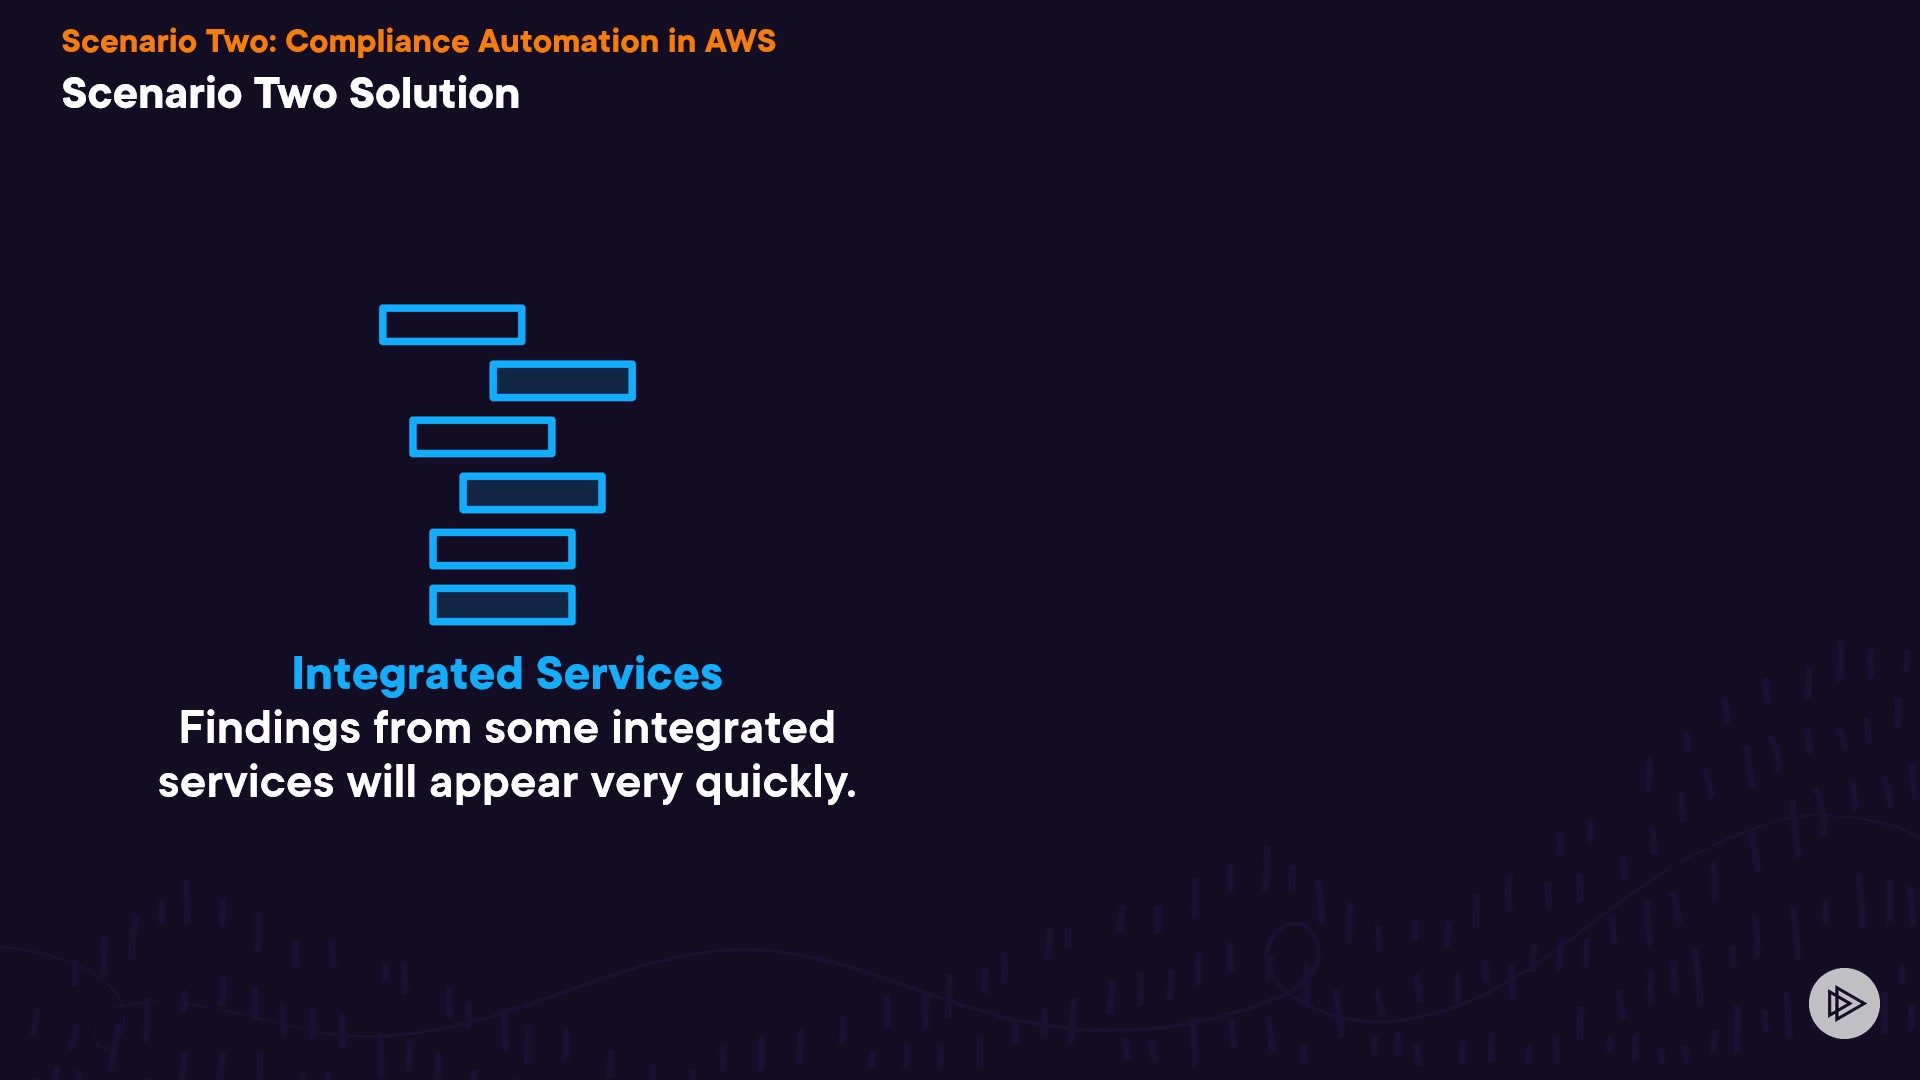 Scenario Two: Compliance Automation in AWS
Scenario Two Solution
Integrated Services
Findings from some integrated
services will appear very quickly.